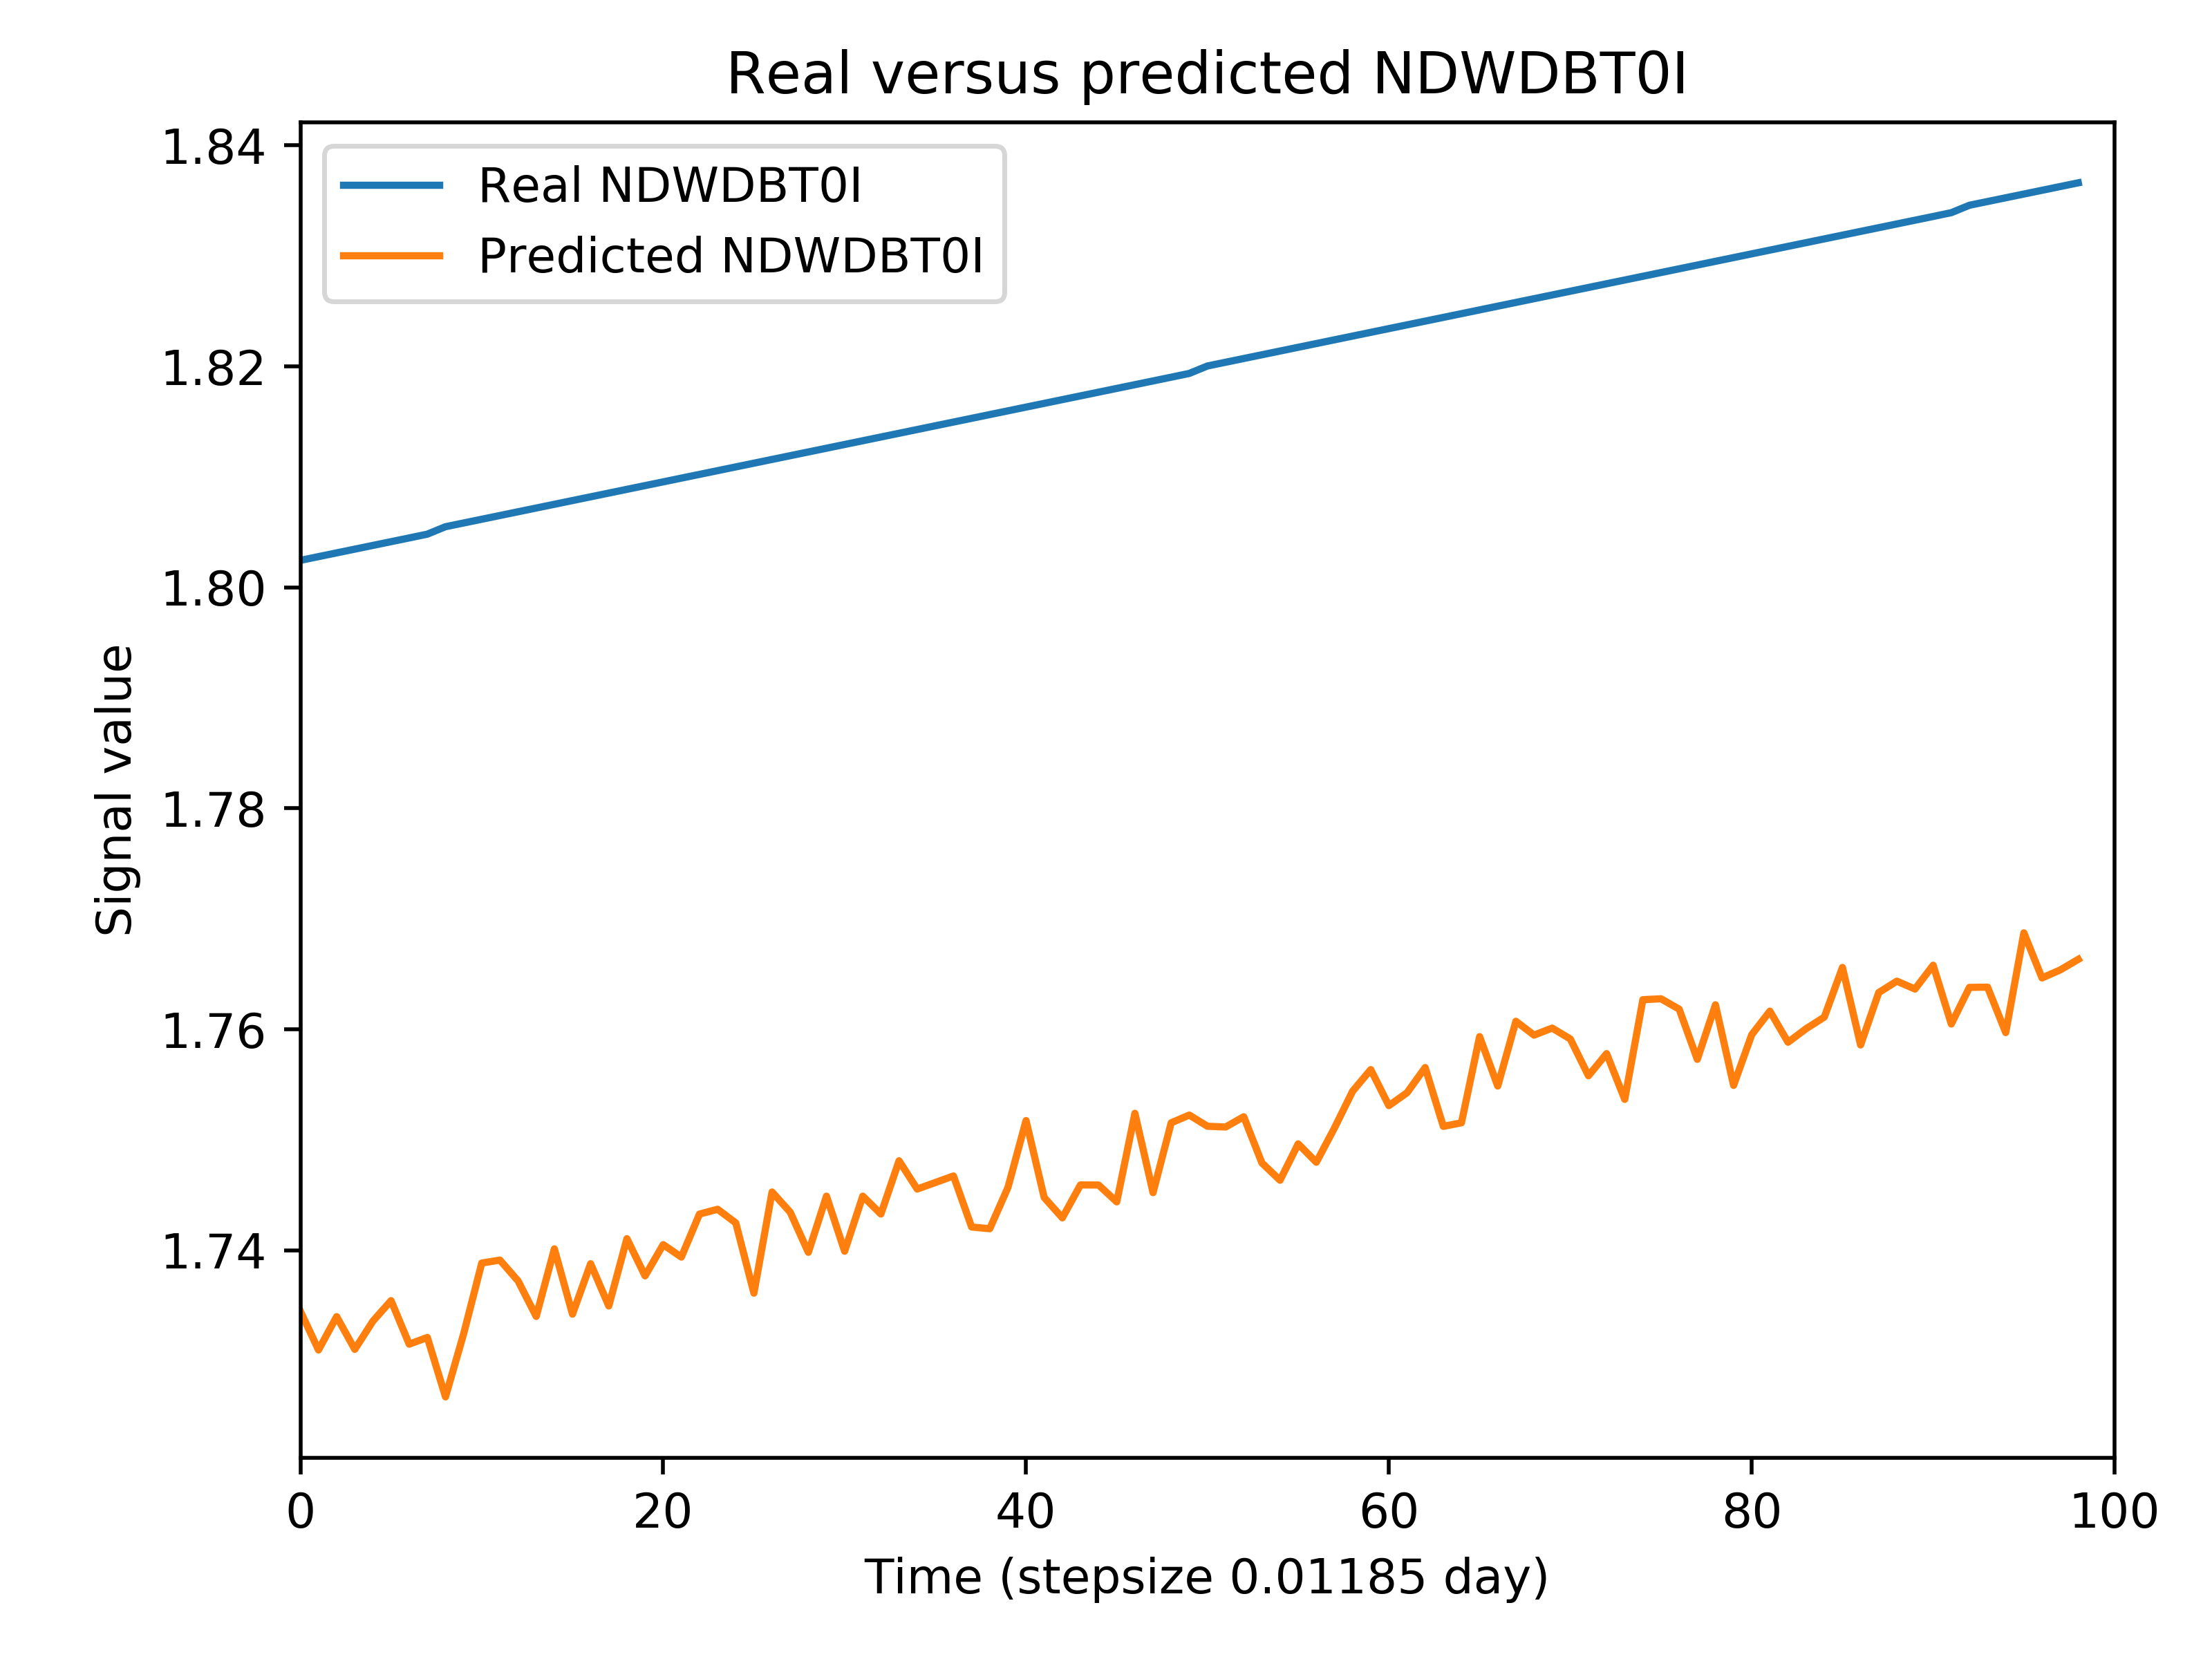 Real versus predicted NDWDBT0I
Real NDWDBT0I
Predicted NDWDBT0I
Signal value
1.84
1.82
1.80
1.78
1.76
1.74
0 20 40 60 80 100
Time (stepsize 0.01185 day)